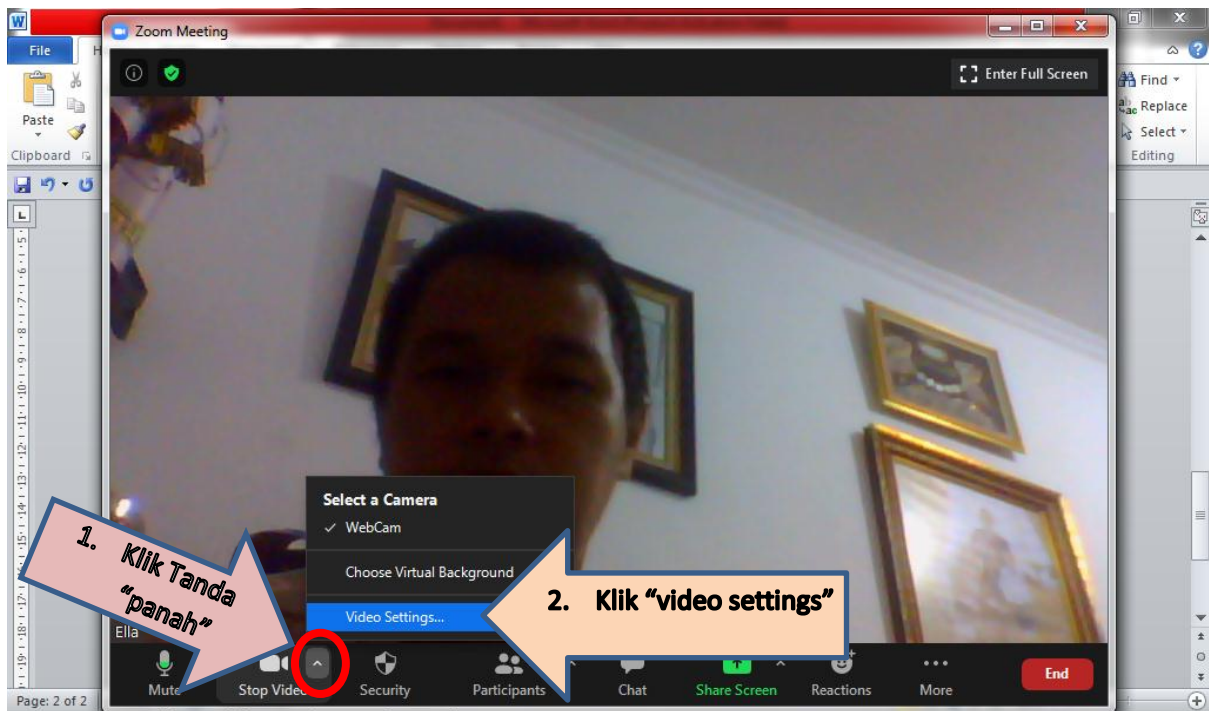 W
File
H
Zoom Meeting
X
Enter Full Screen
Paste
Clipboard
Find
Replace
Select
Editing
L
Select a Camera
WebCam
Choose Virtual Background
Video Settings...
1. Klik Tanda
"panah"
2. Klik "video settings"
Ella
Mute
Stop Video
Security
Participants
Chat
Share Screen
Reactions
More
End
Page: 2 of 2